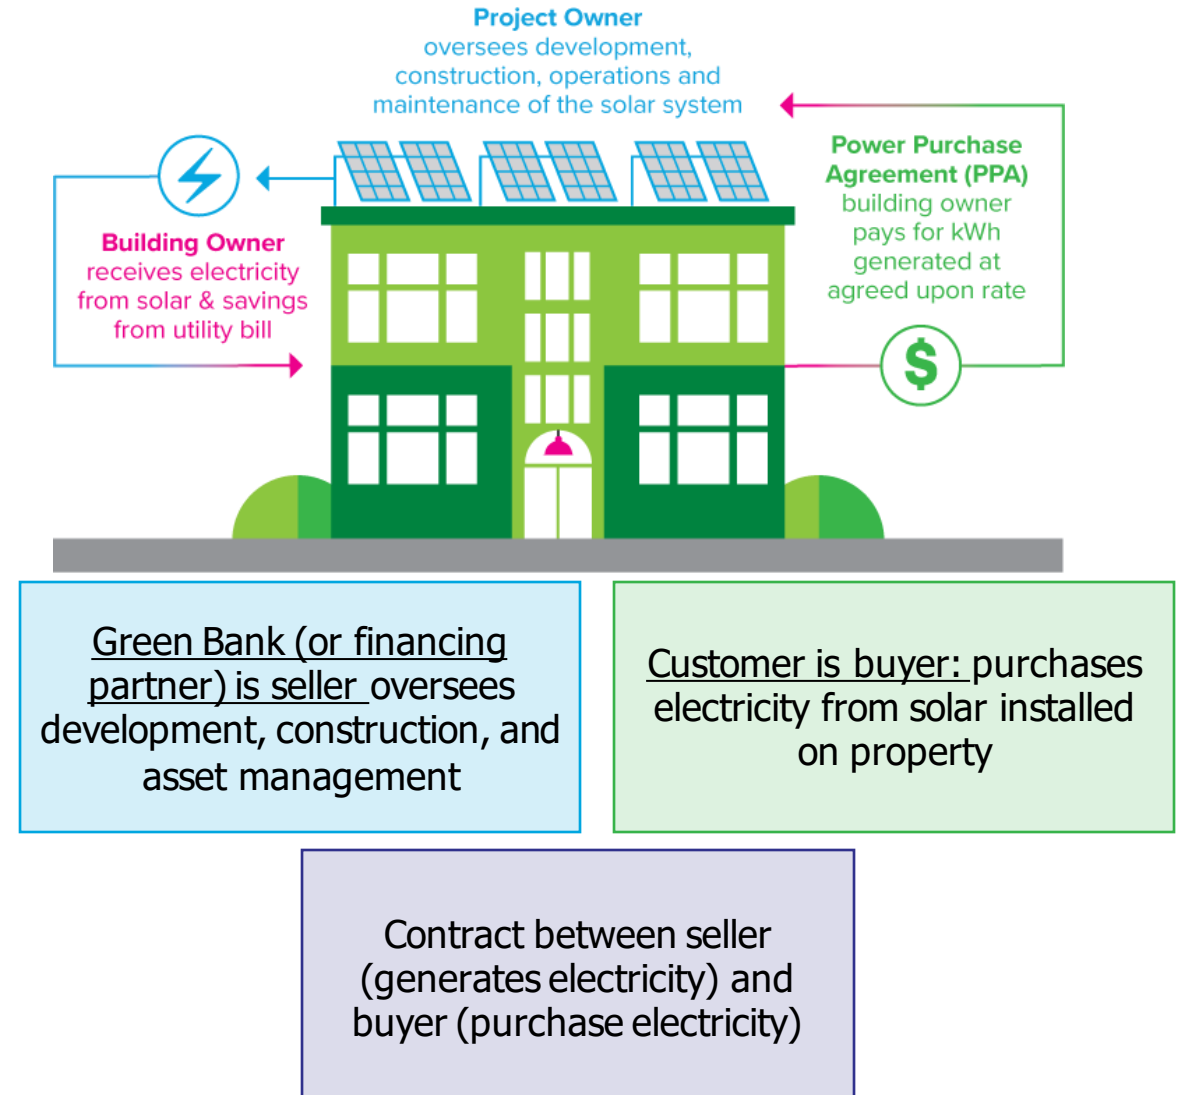 Project Owner
oversees development,
construction, operations and
maintenance of the solar system
Building Owner
receives electricity
from solar & savings
from utility bill
Power Purchase
Agreement (PPA)
building owner
pays for kWh
generated at
agreed upon rate
$
Green Bank (or financing
partner) is seller oversees
development, construction, and
asset management
Customer is buyer: purchases
electricity from solar installed
on property
Contract between seller
(generates electricity) and
buyer (purchase electricity)